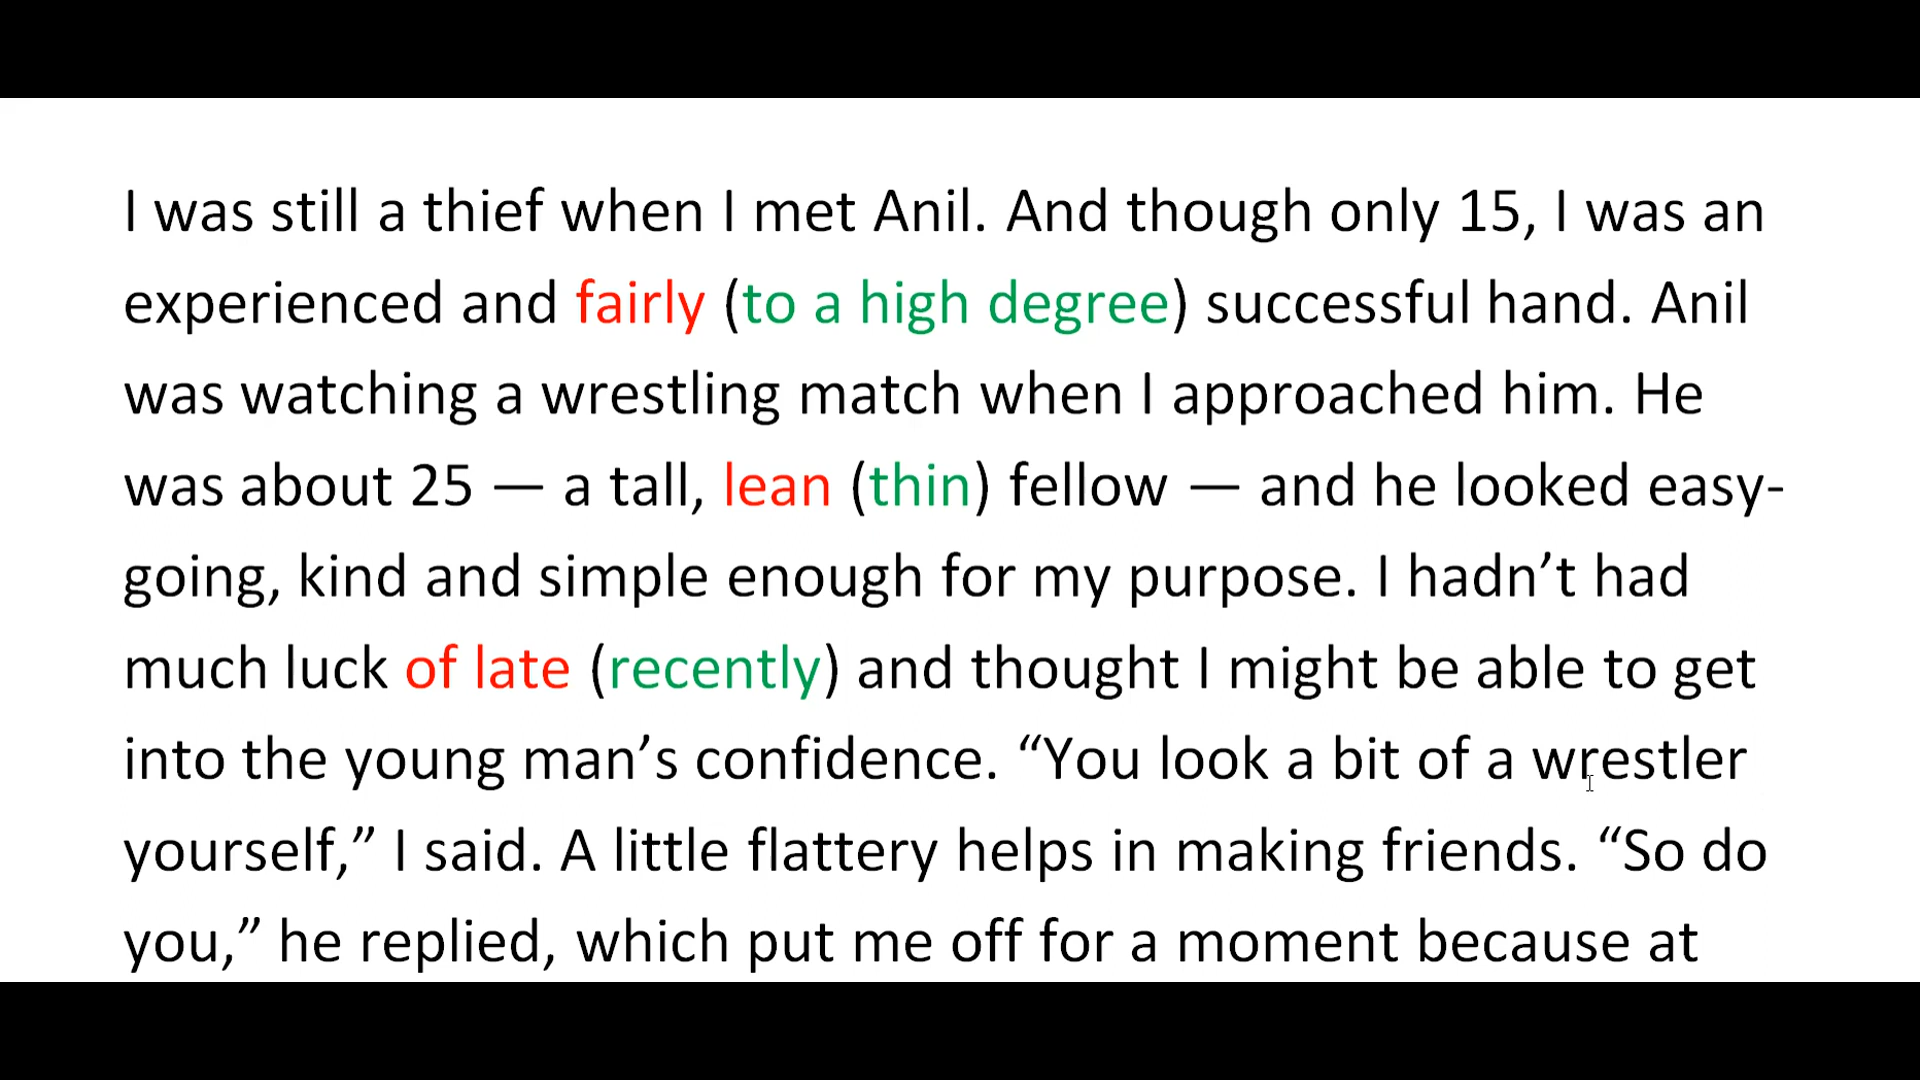 I was still a thief when I met Anil. And though only 15, I was an
experienced and fairly (to a high degree) successful hand. Anil
was watching a wrestling match when I approached him. He
was about 25 — a tall, lean (thin) fellow — and he looked easy-
going, kind and simple enough for my purpose. I hadn’t had
much luck of late (recently) and thought I might be able to get
into the young man’s confidence. “You look a bit of a wrestler
yourself,” I said. A little flattery helps in making friends. “So do
you,” he replied, which put me off for a moment because at